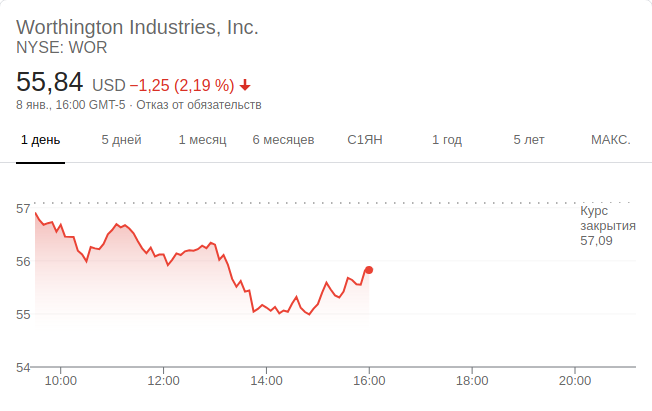 Worthington Industries, Inc.
NYSE: WOR
55,84 USD −1,25 (2,19 %)
8 янв., 16:00 GMT-5 · Отказ от обязательств
1 день 5 дней 1 месяц 6 месяцев С1ЯН 1 год 5 лет МАКС.
57
Курс
закрытия
57,09
56
55
54
10:00 12:00 14:00 16:00 18:00 20:00